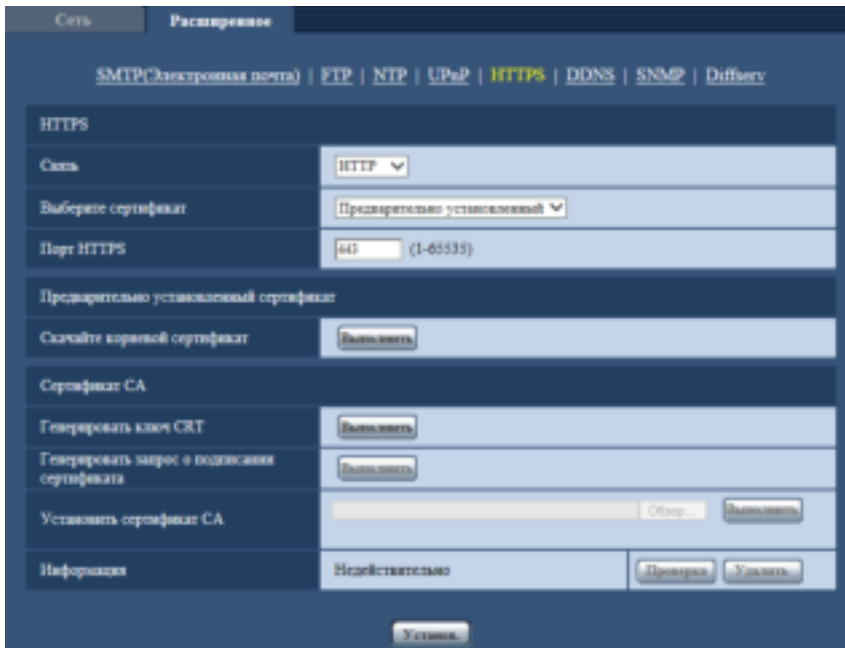 Сеть Расширенное
SMTP(Электронная почта) | FTP | NTP | UPnP | HTTPS | DDNS | SNMP | Diffserv
HTTPS
Связь HTTP
Выберите сертификат Предварительно установленный
Порт HTTPS 443 (1-65535)
Предварительно установленный сертификат
Скачайте корневой сертификат Выполнить
Сертификат CA
Генерировать ключ CRT Выполнить
Генерировать запрос о подписании
сертификата Выполнить
Установить сертификат CA Обзор... Выполнить
Информация Недействительно Проверка Удалить
Установ.